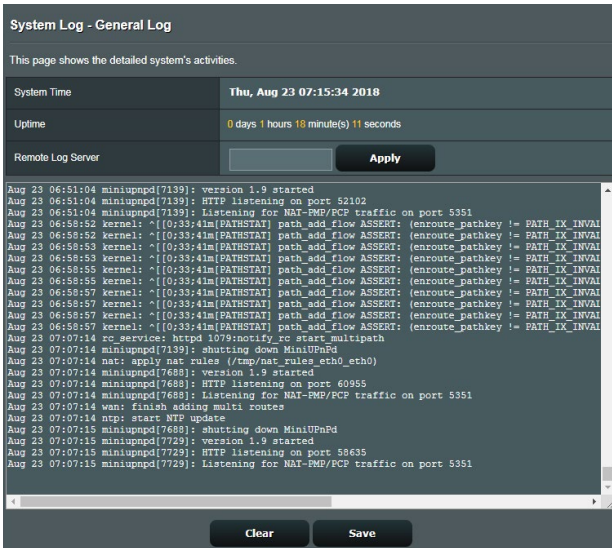 System Log - General Log
This page shows the detailed system's activities.
System Time Thu, Aug 23 07:15:34 2018
Uptime 0 days 1 hours 18 minute(s) 11 seconds
Remote Log Server Apply
Aug 23 06:51:04 miniupnpd[7139]: version 1.9 started
Aug 23 06:51:04 miniupnpd[7139]: HTTP listening on port 52102
Aug 23 06:51:04 miniupnpd[7139]: Listening for NAT-PMP/PCP traffic on port 5351
Aug 23 06:58:52 kernel: ^[[0;33;41m[PATHSTAT] path_add_flow ASSERT: (enroute_pathkey != PATH_IX_INVAL
Aug 23 06:58:52 kernel: ^[[0;33;41m[PATHSTAT] path_add_flow ASSERT: (enroute_pathkey != PATH_IX_INVAL
Aug 23 06:58:53 kernel: ^[[0;33;41m[PATHSTAT] path_add_flow ASSERT: (enroute_pathkey != PATH_IX_INVAL
Aug 23 06:58:53 kernel: ^[[0;33;41m[PATHSTAT] path_add_flow ASSERT: (enroute_pathkey != PATH_IX_INVAL
Aug 23 06:58:55 kernel: ^[[0;33;41m[PATHSTAT] path_add_flow ASSERT: (enroute_pathkey != PATH_IX_INVAL
Aug 23 06:58:55 kernel: ^[[0;33;41m[PATHSTAT] path_add_flow ASSERT: (enroute_pathkey != PATH_IX_INVAL
Aug 23 06:58:57 kernel: ^[[0;33;41m[PATHSTAT] path_add_flow ASSERT: (enroute_pathkey != PATH_IX_INVAL
Aug 23 06:58:57 kernel: ^[[0;33;41m[PATHSTAT] path_add_flow ASSERT: (enroute_pathkey != PATH_IX_INVAL
Aug 23 06:58:57 kernel: ^[[0;33;41m[PATHSTAT] path_add_flow ASSERT: (enroute_pathkey != PATH_IX_INVAL
Aug 23 06:58:57 kernel: ^[[0;33;41m[PATHSTAT] path_add_flow ASSERT: (enroute_pathkey != PATH_IX_INVAL
Aug 23 07:07:14 rc_service: httpd 1079:notify_rc start_multipath
Aug 23 07:07:14 miniupnpd[7139]: shutting down MiniUPnPd
Aug 23 07:07:14 nat: apply nat rules (/tmp/nat_rules_eth0_eth0)
Aug 23 07:07:14 miniupnpd[7688]: version 1.9 started
Aug 23 07:07:14 miniupnpd[7688]: HTTP listening on port 60955
Aug 23 07:07:14 miniupnpd[7688]: Listening for NAT-PMP/PCP traffic on port 5351
Aug 23 07:07:14 wan: finish adding multi routes
Aug 23 07:07:14 ntp: start NTP update
Aug 23 07:07:15 miniupnpd[7688]: shutting down MiniUPnPd
Aug 23 07:07:15 miniupnpd[7729]: version 1.9 started
Aug 23 07:07:15 miniupnpd[7729]: HTTP listening on port 58635
Aug 23 07:07:15 miniupnpd[7729]: Listening for NAT-PMP/PCP traffic on port 5351
Clear Save